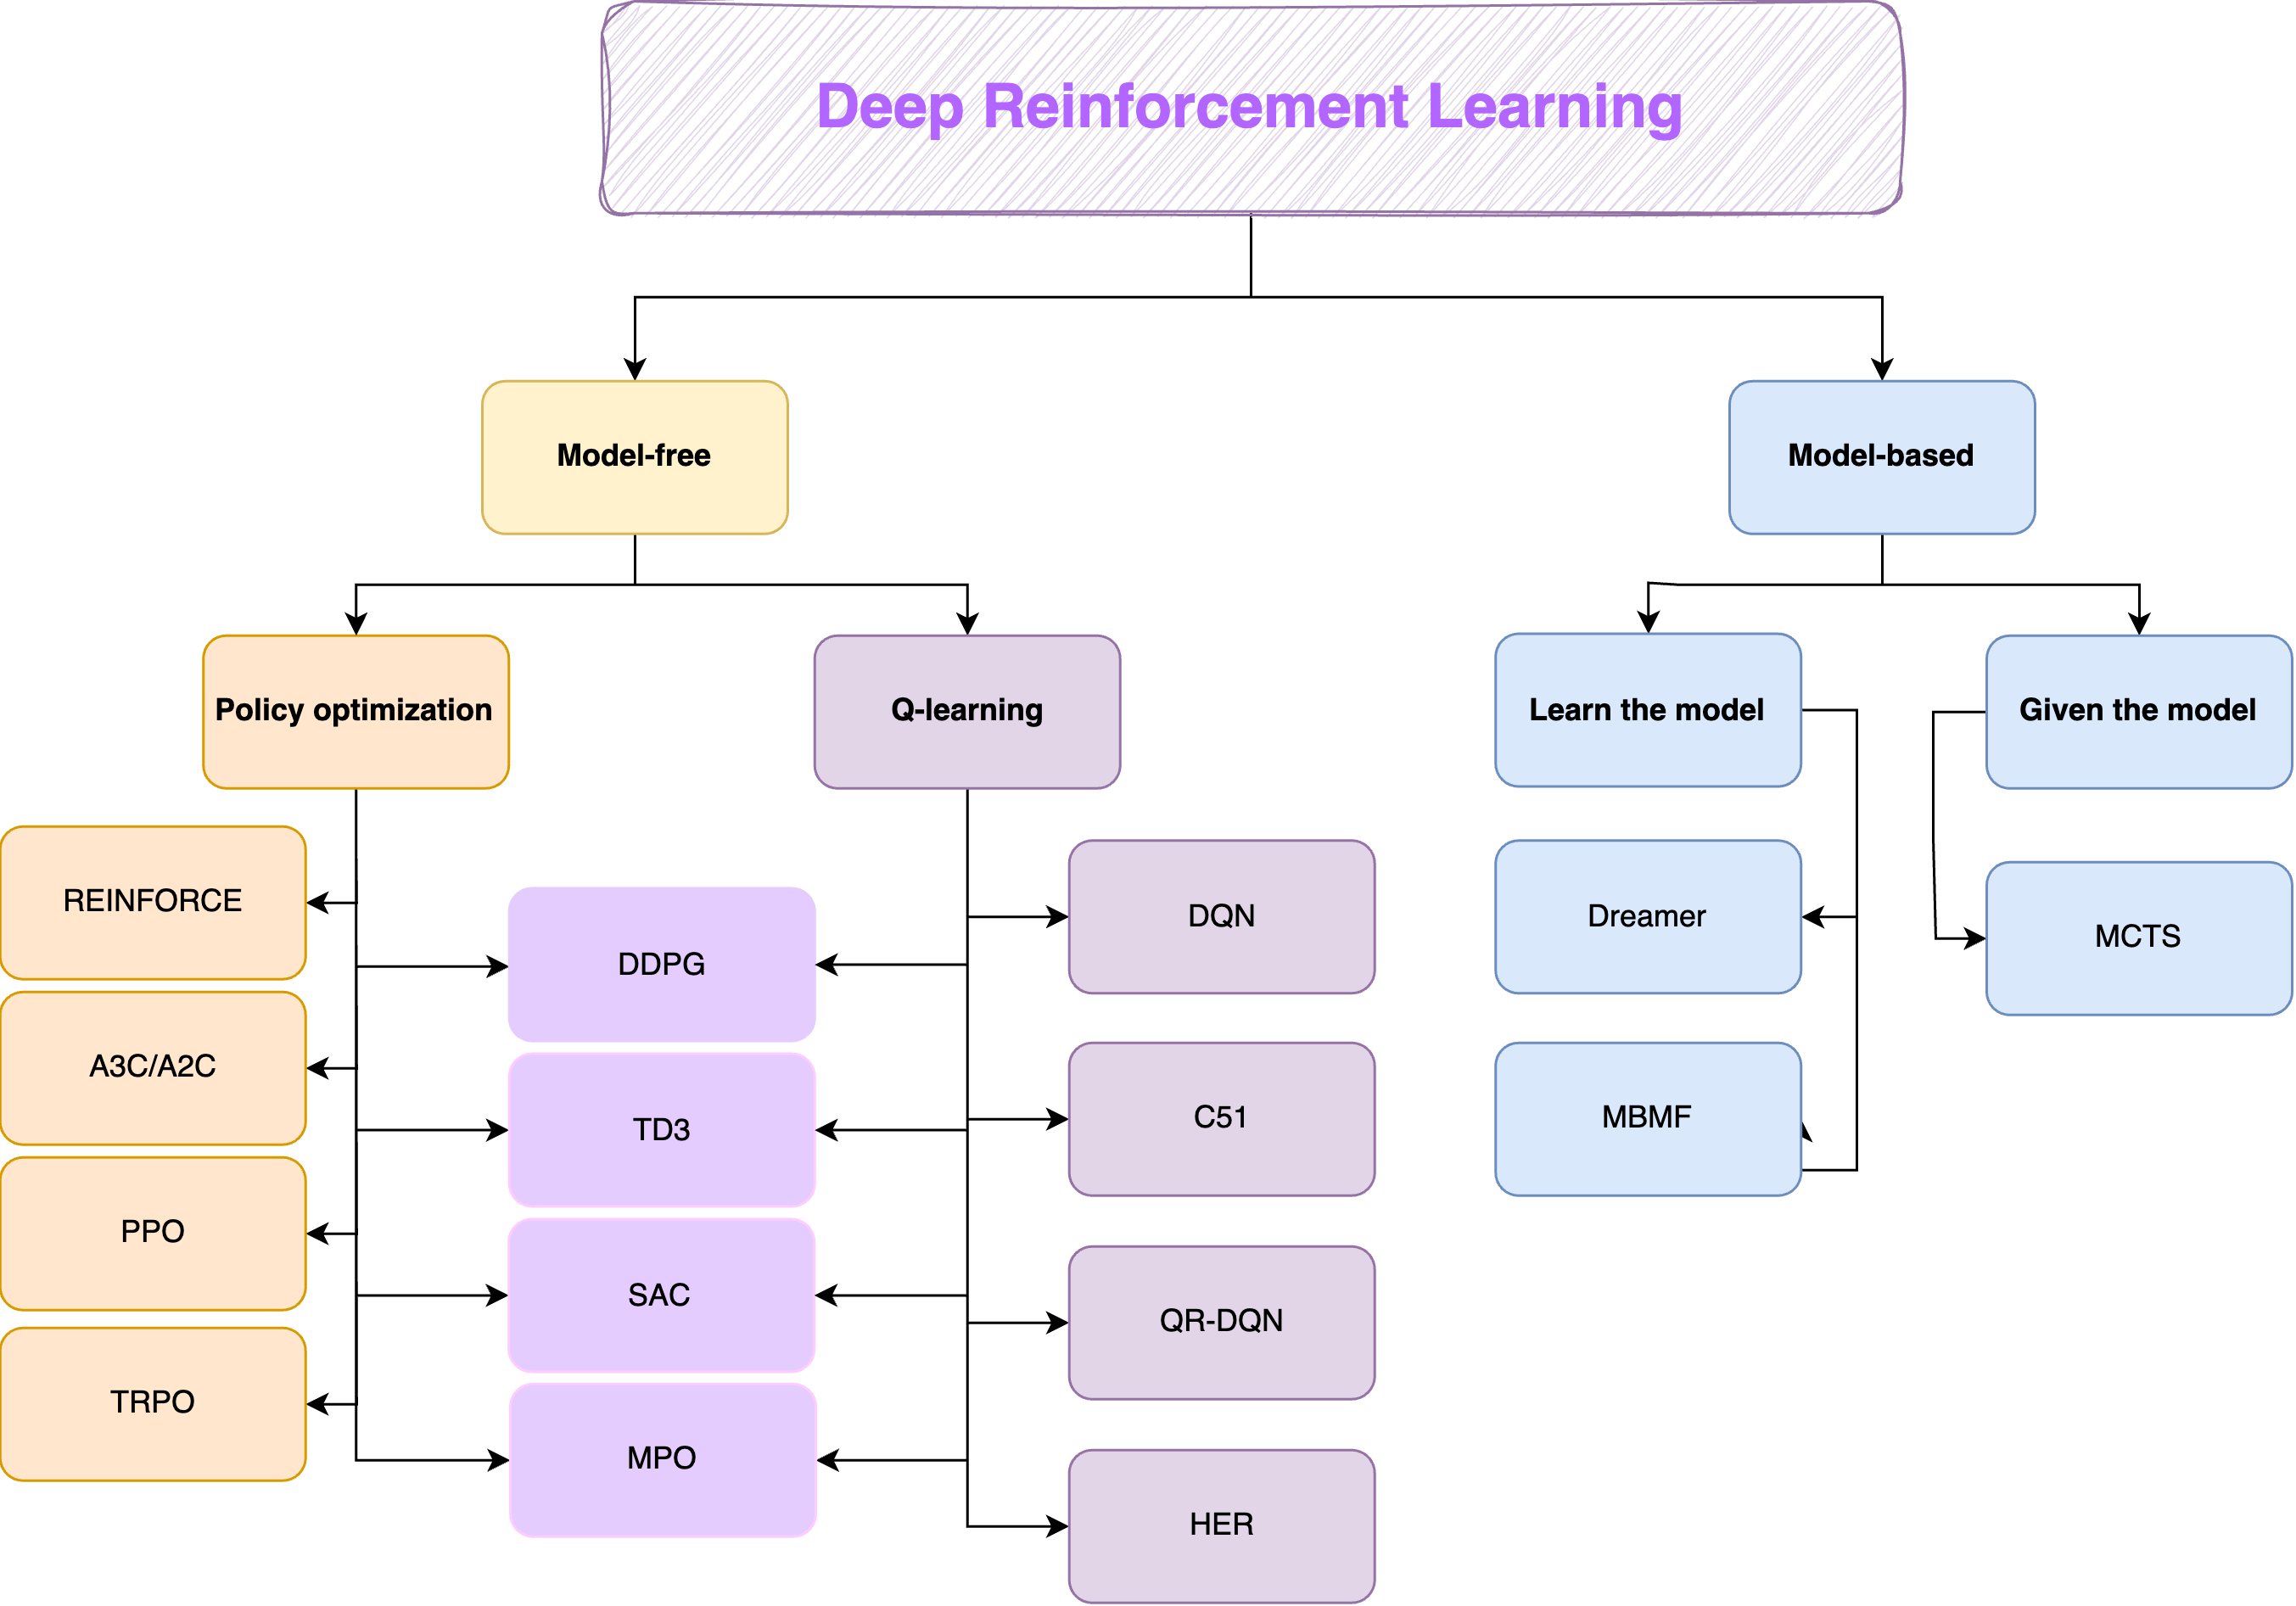 Deep Reinforcement Learning
Model-free
Model-based
Policy optimization
Q-learning
Learn the model
Given the model
REINFORCE
A3C/A2C
PPO
TRPO
DDPG
TD3
SAC
MPO
DQN
C51
QR-DQN
HER
Dreamer
MBMF
MCTS